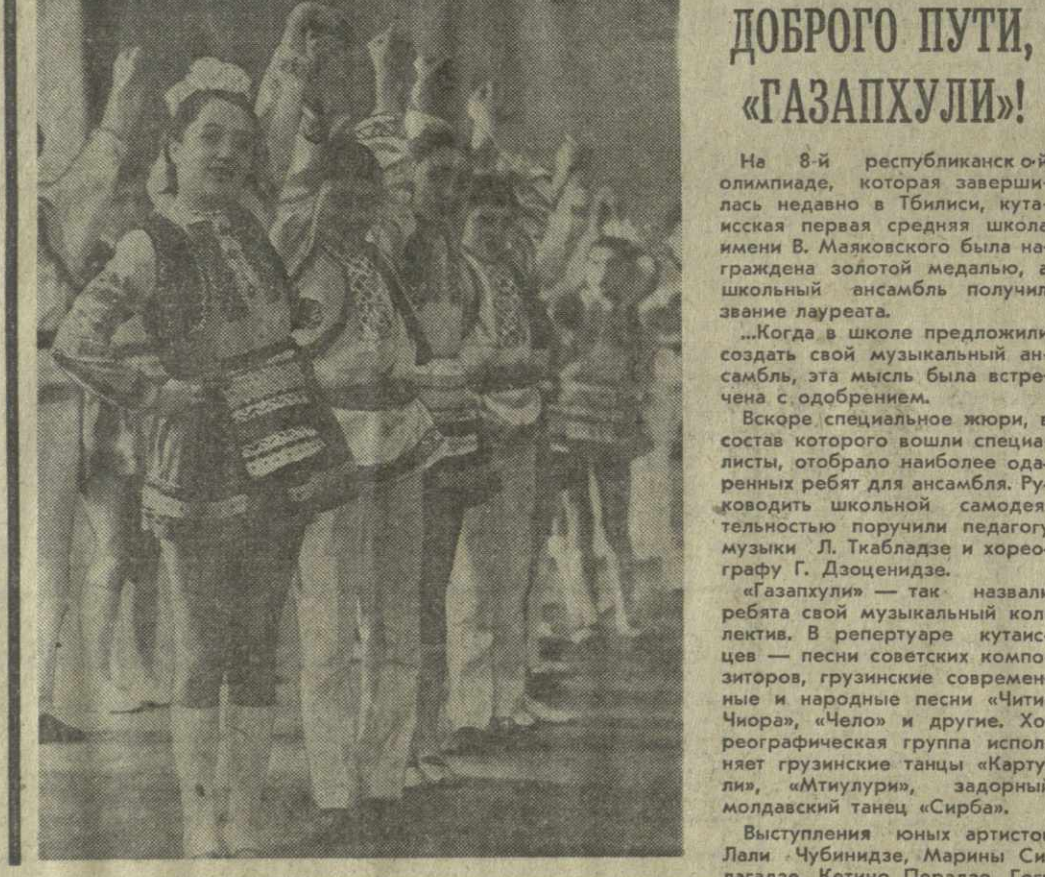 ДОБРОГО ПУТИ,
«ГАЗАПХУЛИ»!
На 8-й республиканской
олимпиаде, которая заверши-
лась недавно в Тбилиси, кута-
исская первая средняя школа
имени В. Маяковского была на-
граждена золотой медалью, а
школьный ансамбль получил
звание лауреата.
...Когда в школе предложили
создать свой музыкальный ан-
самбль, эта мысль была встре-
чена с одобрением.
Вскоре специальное жюри, в
состав которого вошли специа
листы, отобрало наиболее ода-
ренных ребят для ансамбля. Ру-
ководить школьной самодея
тельностью поручили педагогу
музыки Л. Ткабладзе и хорео-
графу Г. Дзоценидзе.
«Газапхули» — так назвали
ребята свой музыкальный кол
лектив. В репертуаре кутаис
цев — песни советских компо
зиторов, грузинские современ
ные и народные песни «Чити
Чиора», «Чело» и другие. Хо
реографическая группа испол
няет грузинские танцы «Карту
ли», «Мтиулури», задорный
молдавский танец «Сирба».
Выступления юных артистов
Лали Чубинидзе, Марины Си